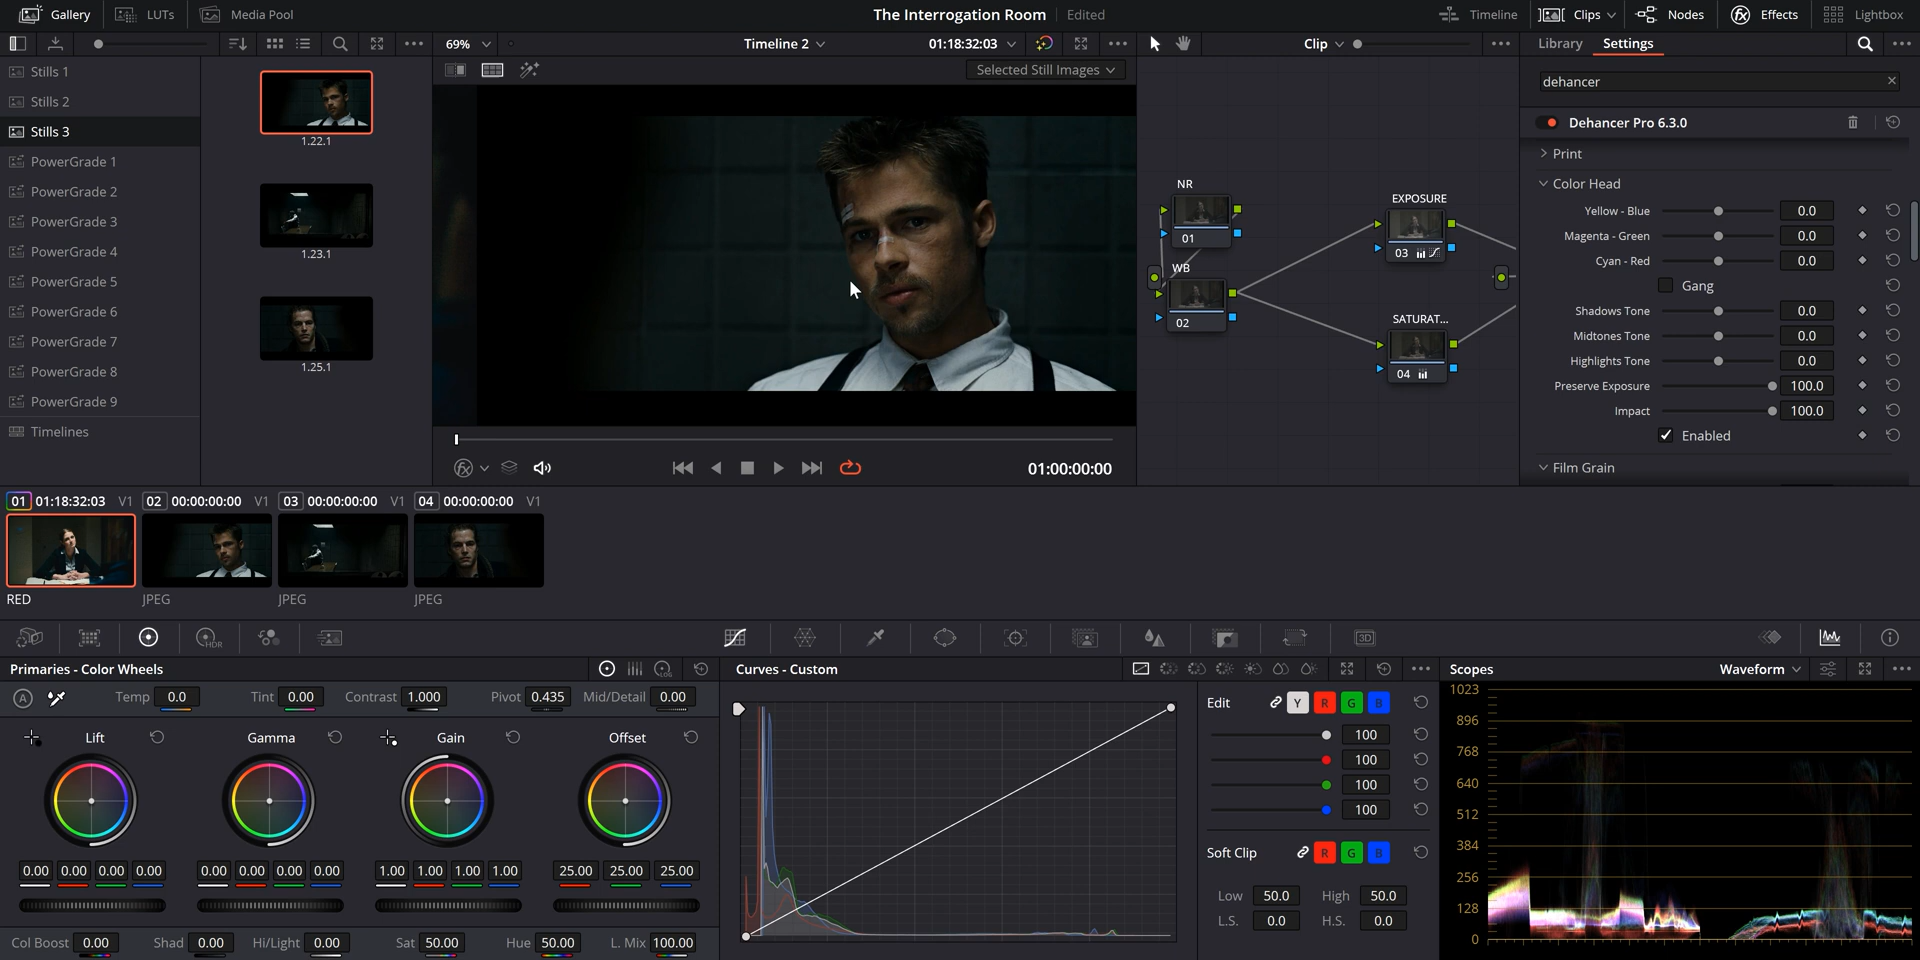 Gallery LUTs Media Pool The Interrogation Room Edited Timeline Clips Nodes Effects Lightbox
69% Timeline 2 01:18:32:03 Clip Library Settings
Selected Still Images
dehancer
Dehancer Pro 6.3.0
Stills 1
Stills 2
Stills 3
PowerGrade 1
PowerGrade 2
PowerGrade 3
PowerGrade 4
PowerGrade 5
PowerGrade 6
PowerGrade 7
PowerGrade 8
PowerGrade 9
Timelines
1.22.1
1.23.1
1.25.1
01:00:00:00
NR
01
WB
02
EXPOSURE
03
SATURAT...
04
Print
Color Head
Yellow - Blue 0.0
Magenta - Green 0.0
Cyan - Red 0.0
Gang
Shadows Tone 0.0
Midtones Tone 0.0
Highlights Tone 0.0
Preserve Exposure 100.0
Impact 100.0
Enabled
Film Grain
01 01:18:32:03 V1 02 00:00:00:00 V1 03 00:00:00:00 V1 04 00:00:00:00 V1
RED JPEG JPEG JPEG
HDR
3D
Primaries - Color Wheels
LOG
A Temp 0.0 Tint 0.00 Contrast 1.000 Pivot 0.435 Mid/Detail 0.00
Lift Gamma Gain Offset
0.00 0.00 0.00 0.00 0.00 0.00 0.00 0.00 1.00 1.00 1.00 1.00 25.00 25.00 25.00
Col Boost 0.00 Shad 0.00 Hi/Light 0.00 Sat 50.00 Hue 50.00 L. Mix 100.00
Curves - Custom
Edit Y R G B
100
100
100
100
Soft Clip R G B
Low 50.0 High 50.0
L.S. 0.0 H.S. 0.0
Scopes Waveform
1023
896
768
640
512
384
256
128
0